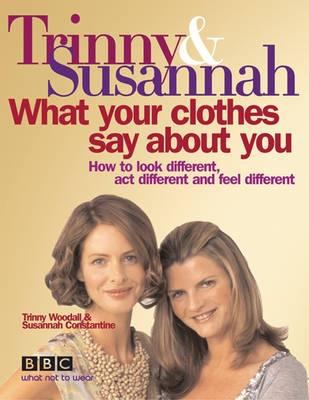 Trinny &
Susannah
What your clothes
say about you
How to look different,
act different and feel different
Trinny Woodall &
Susannah Constantine
BBC
what not to wear